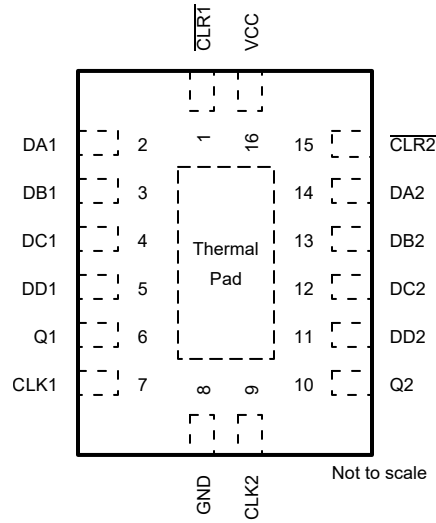 CLR1 VCC
1 16
DA1 2 15 CLR2
DB1 3 14 DA2
DC1 4 13 DB2
DD1 5 12 DC2
Q1 6 11 DD2
CLK1 7 10 Q2
Thermal
Pad
8 9
GND CLK2
Not to scale